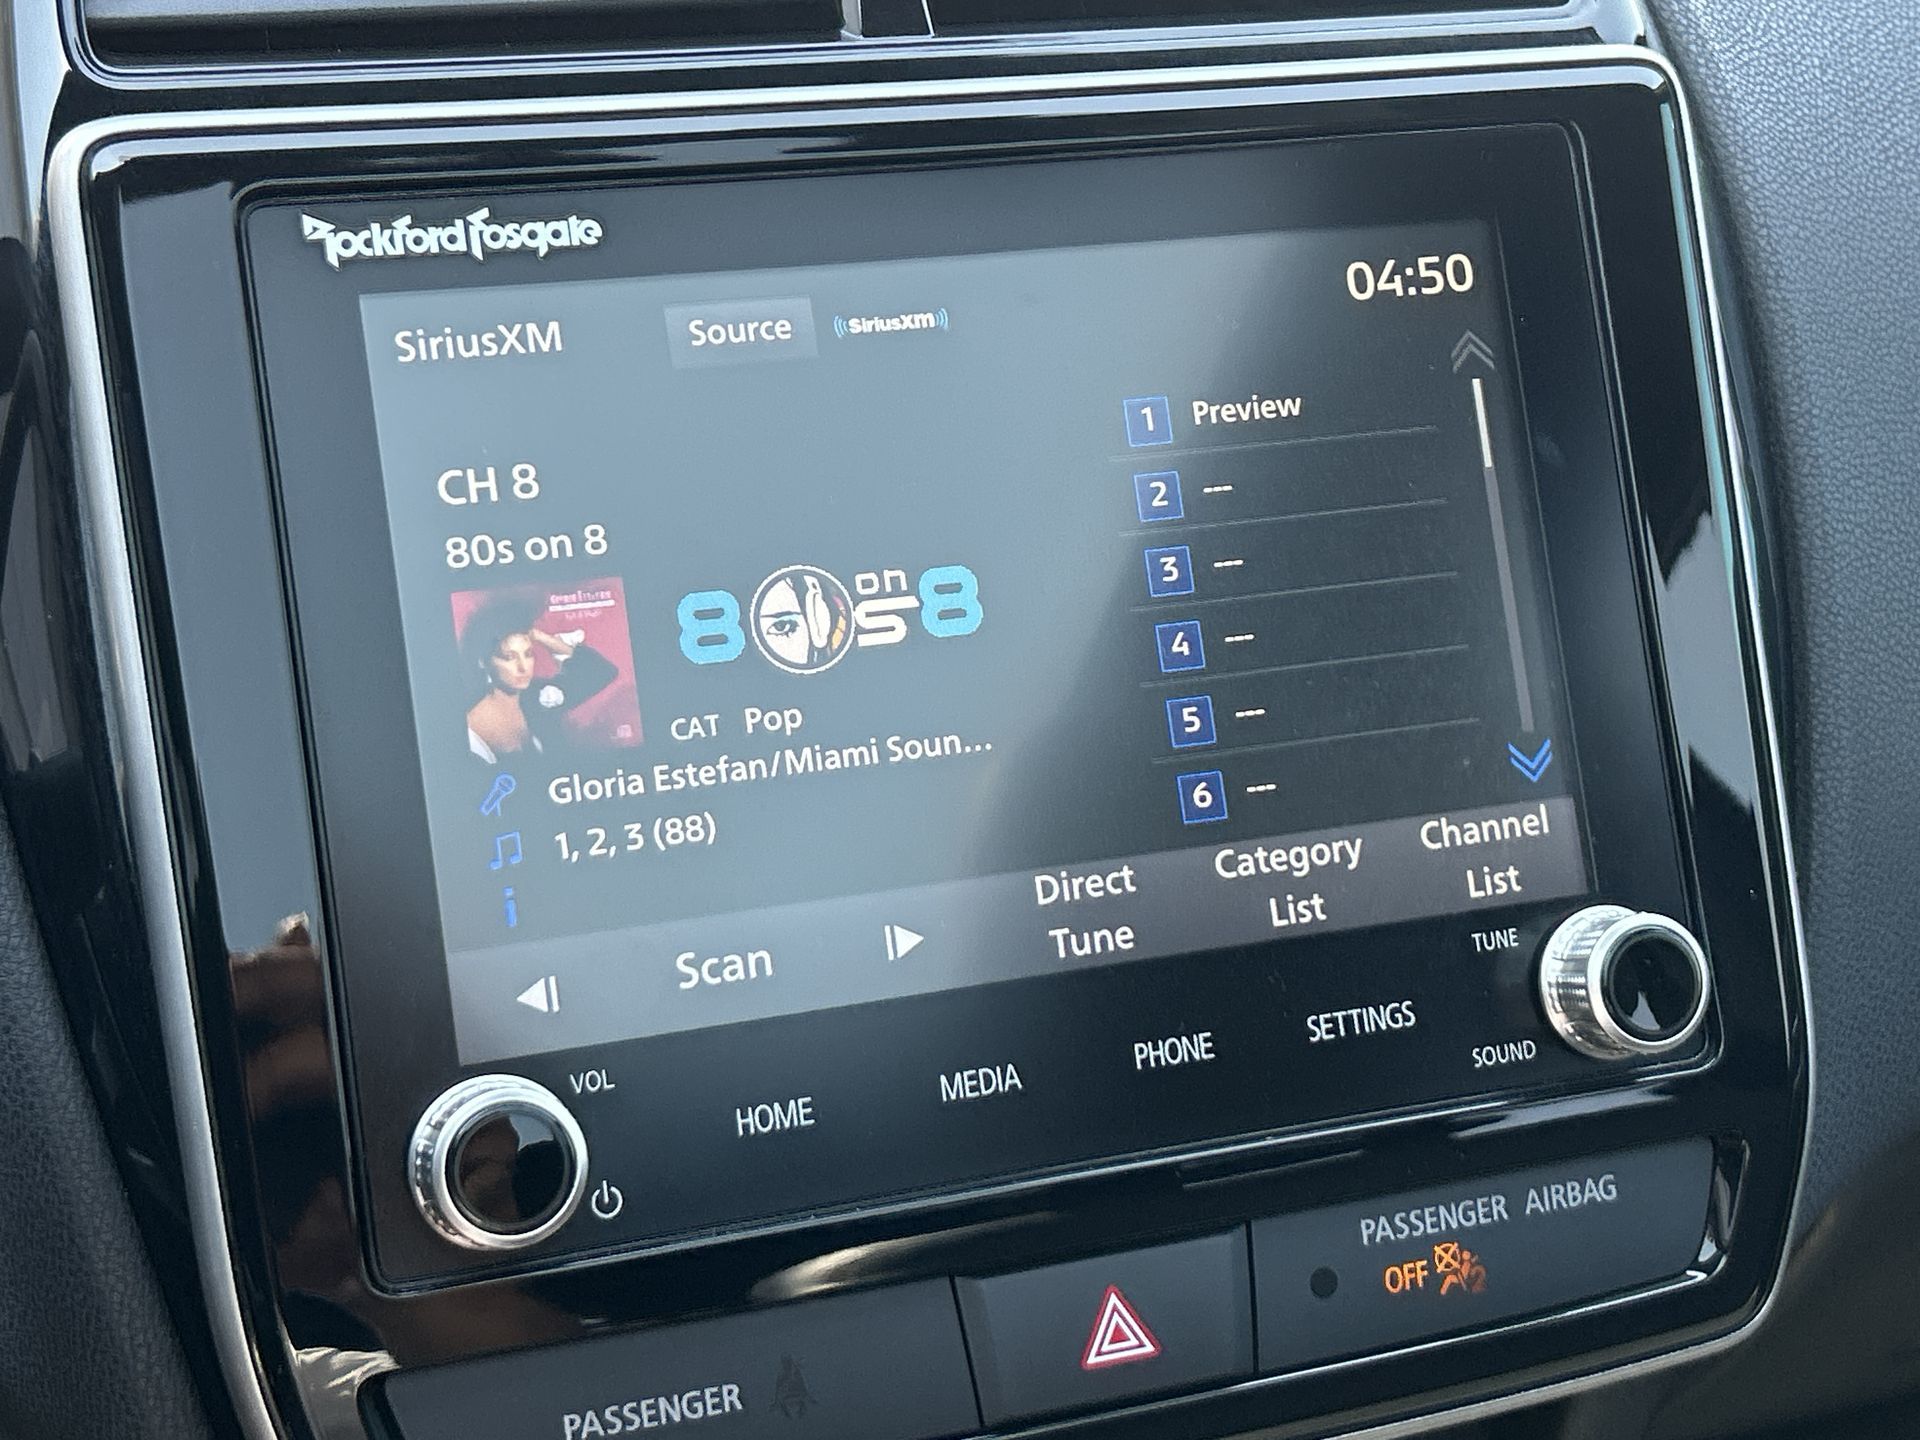 Rockford Fosgate
04:50
SiriusXM
Source
SiriusXM
CH 8
80s on 8
80s on 8
CAT Pop
Gloria Estefan/Miami Soun...
1, 2, 3 (88)
1 Preview
2 ---
3 ---
4 ---
5 ---
6 ---
Scan
Direct
Tune
Category
List
Channel
List
VOL
HOME
MEDIA
PHONE
SETTINGS
TUNE
SOUND
PASSENGER AIRBAG
OFF 2
PASSENGER